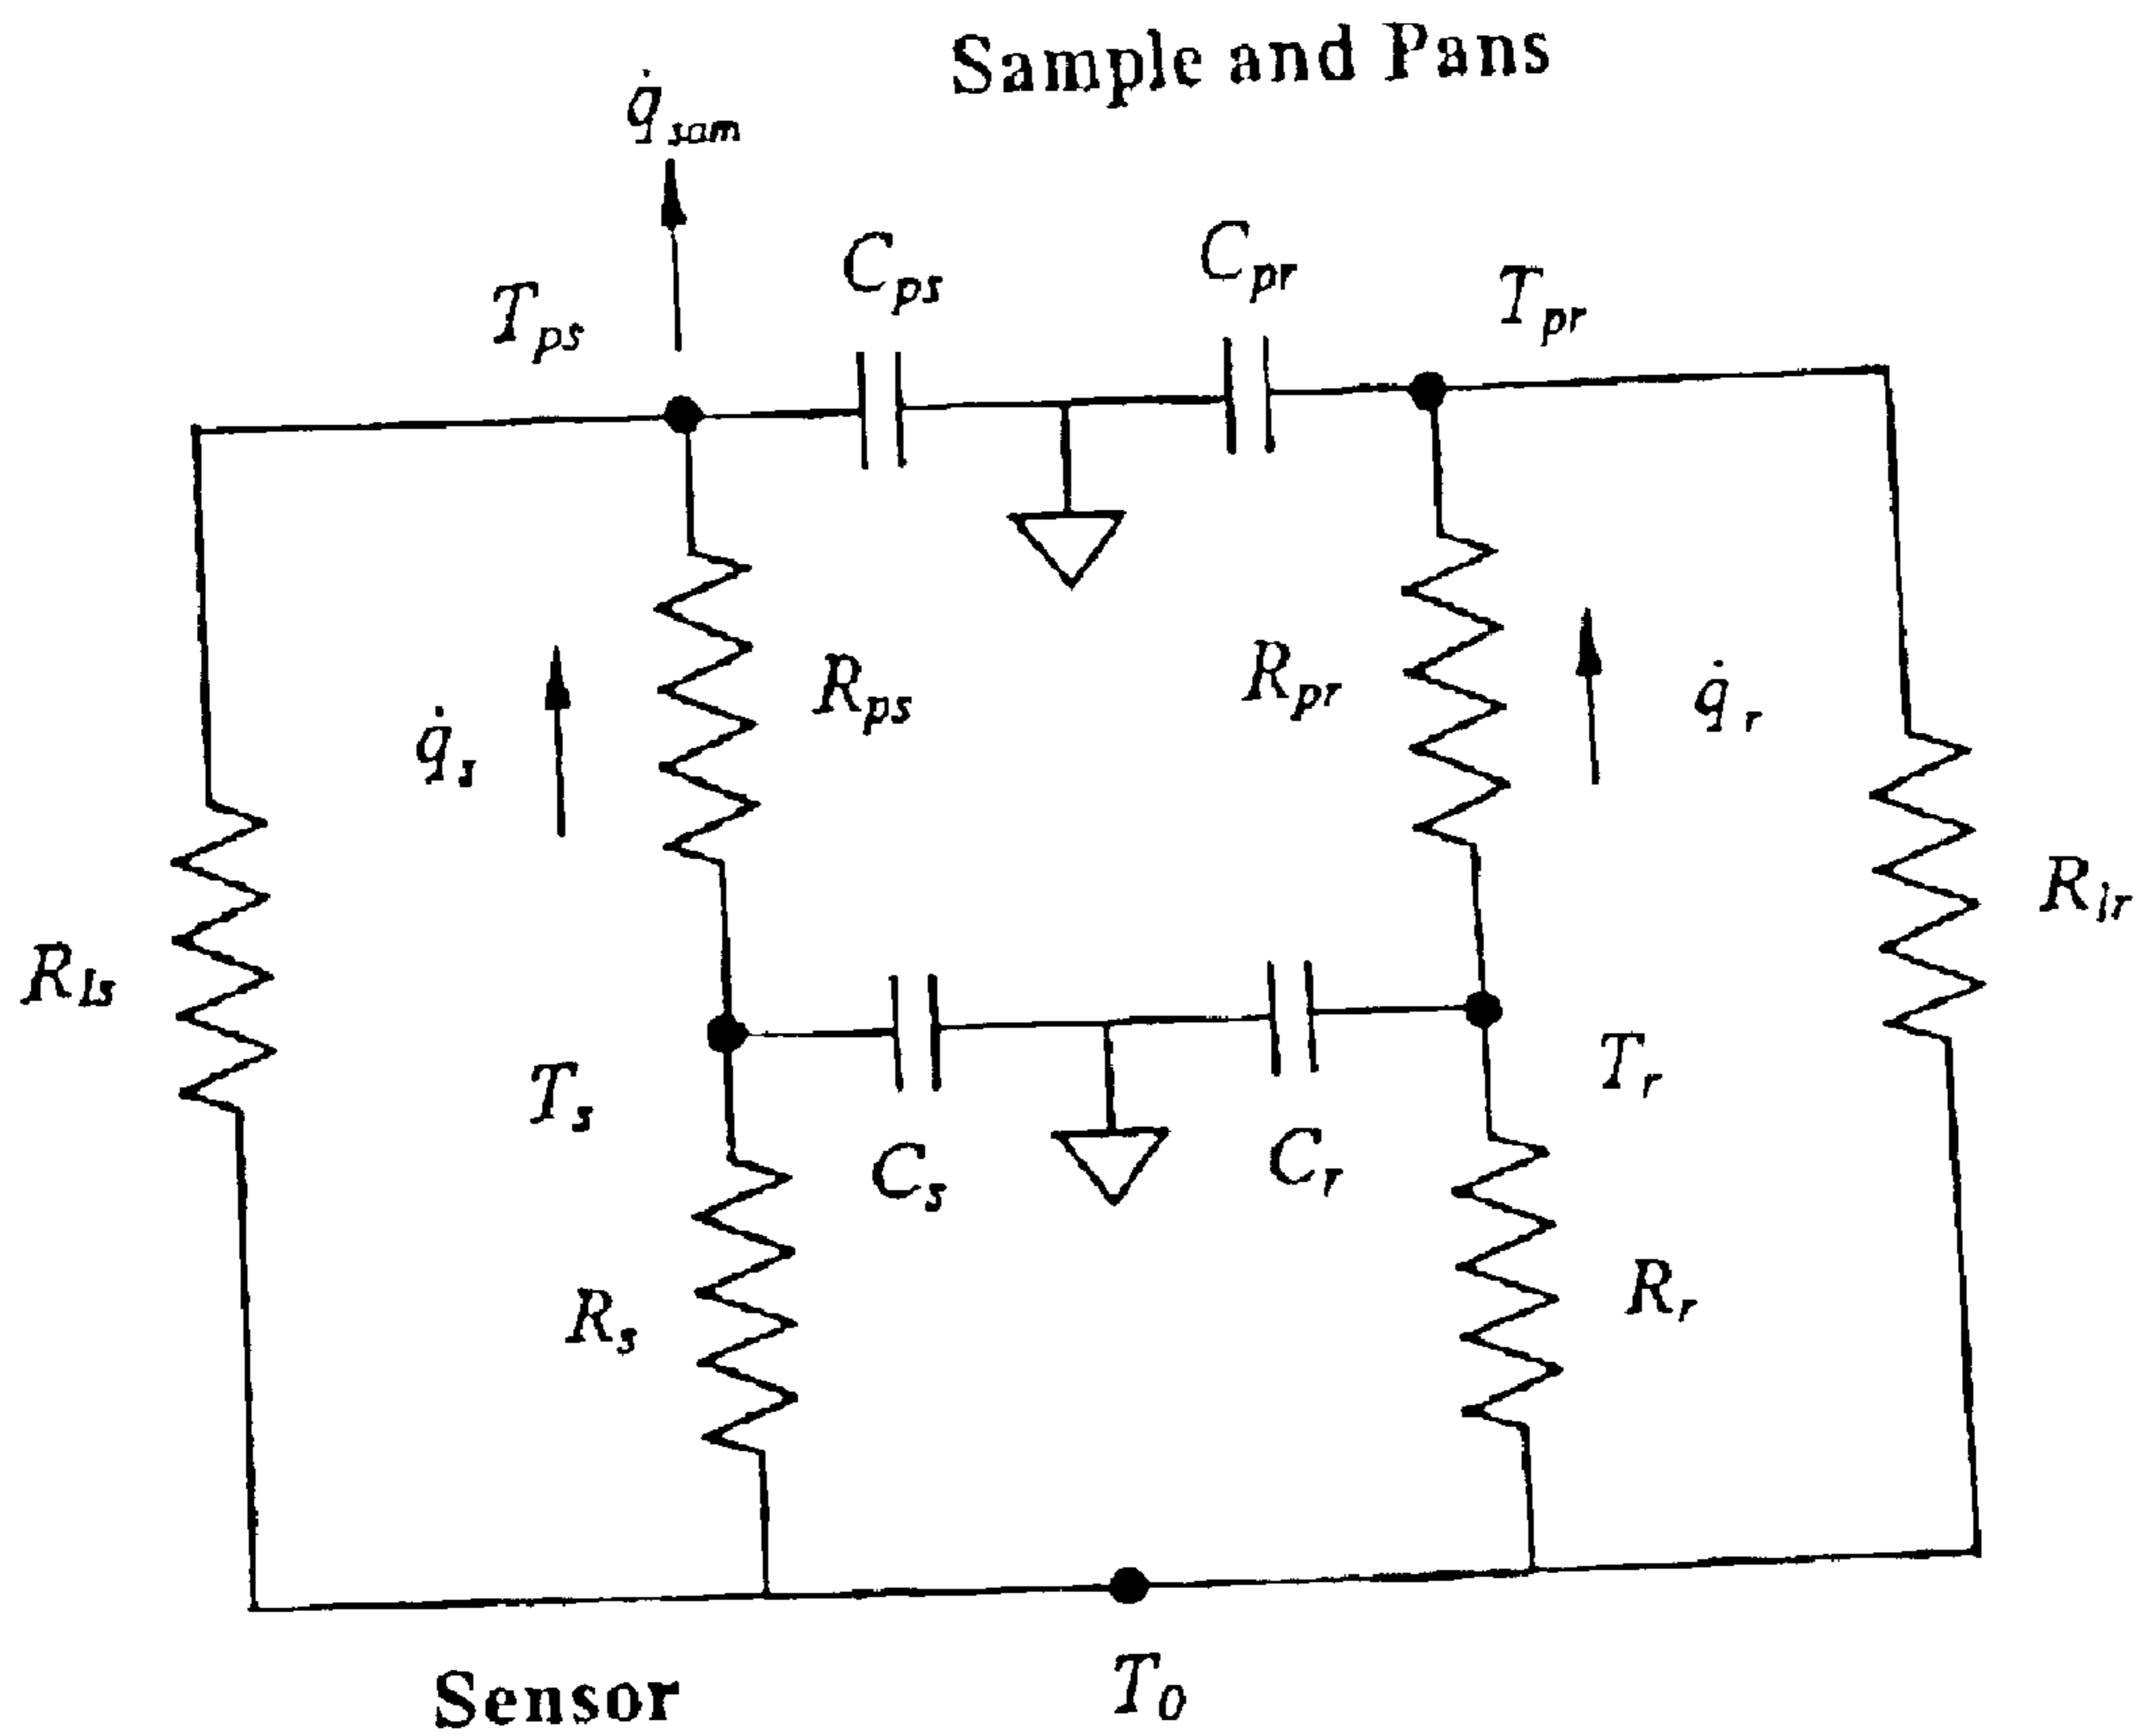 Sample and Pans
q̇sam
Cps
Cpr
Tps
Tpr
Rps
Rpr
q̇s
q̇r
Rls
Rlr
Ts
Tr
Cs
Cr
Rs
Rr
Sensor
T0